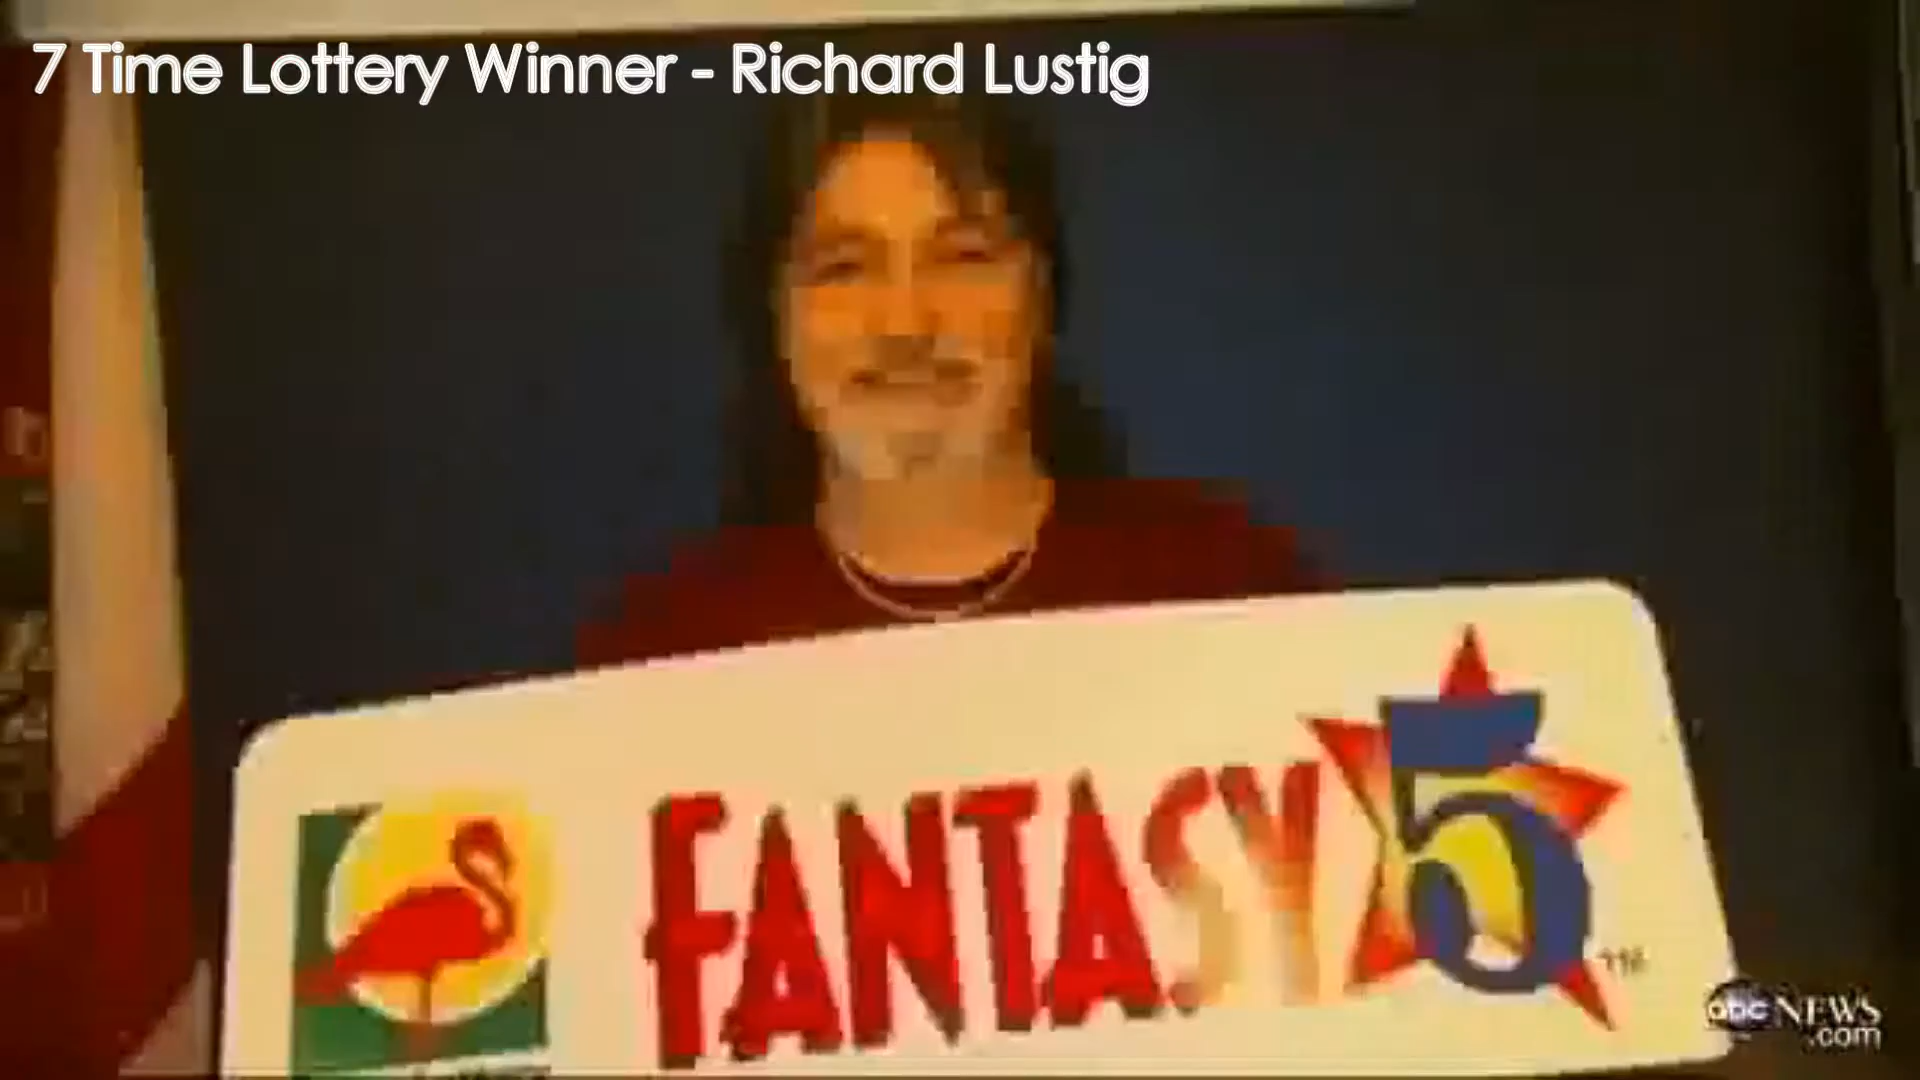 7 Time Lottery Winner - Richard Lustig
FANTASY 5
abc NEWS
.com